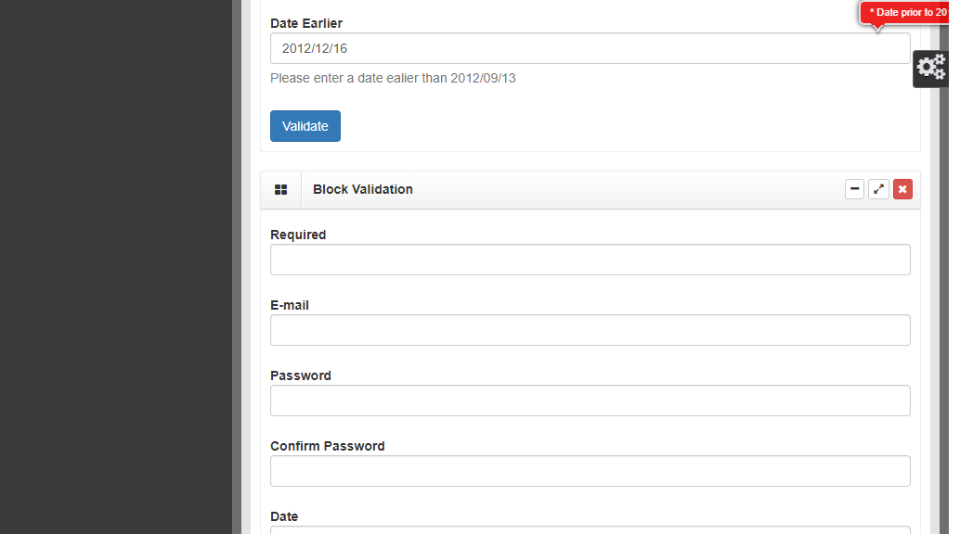 * Date prior to 20
Date Earlier
2012/12/16
Please enter a date ealier than 2012/09/13
Validate
Block Validation
Required
E-mail
Password
Confirm Password
Date